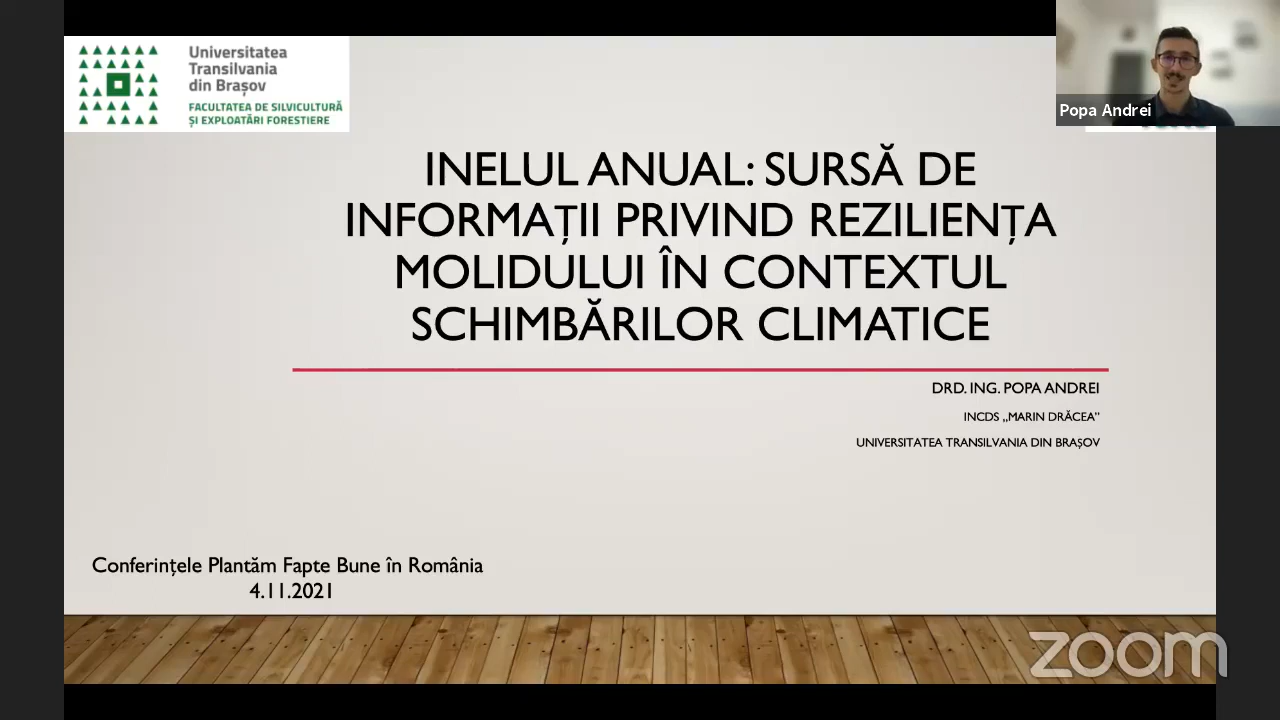 Universitatea
Transilvania
din Brașov
FACULTATEA DE SILVICULTURĂ
ȘI EXPLOATĂRI FORESTIERE
Popa Andrei
INELUL ANUAL: SURSĂ DE
INFORMAȚII PRIVIND REZILIENȚA
MOLIDULUI ÎN CONTEXTUL
SCHIMBĂRILOR CLIMATICE
DRD. ING. POPA ANDREI
INCDS „MARIN DRĂCEA”
UNIVERSITATEA TRANSILVANIA DIN BRAȘOV
Conferințele Plantăm Fapte Bune în România
4.11.2021
zoom